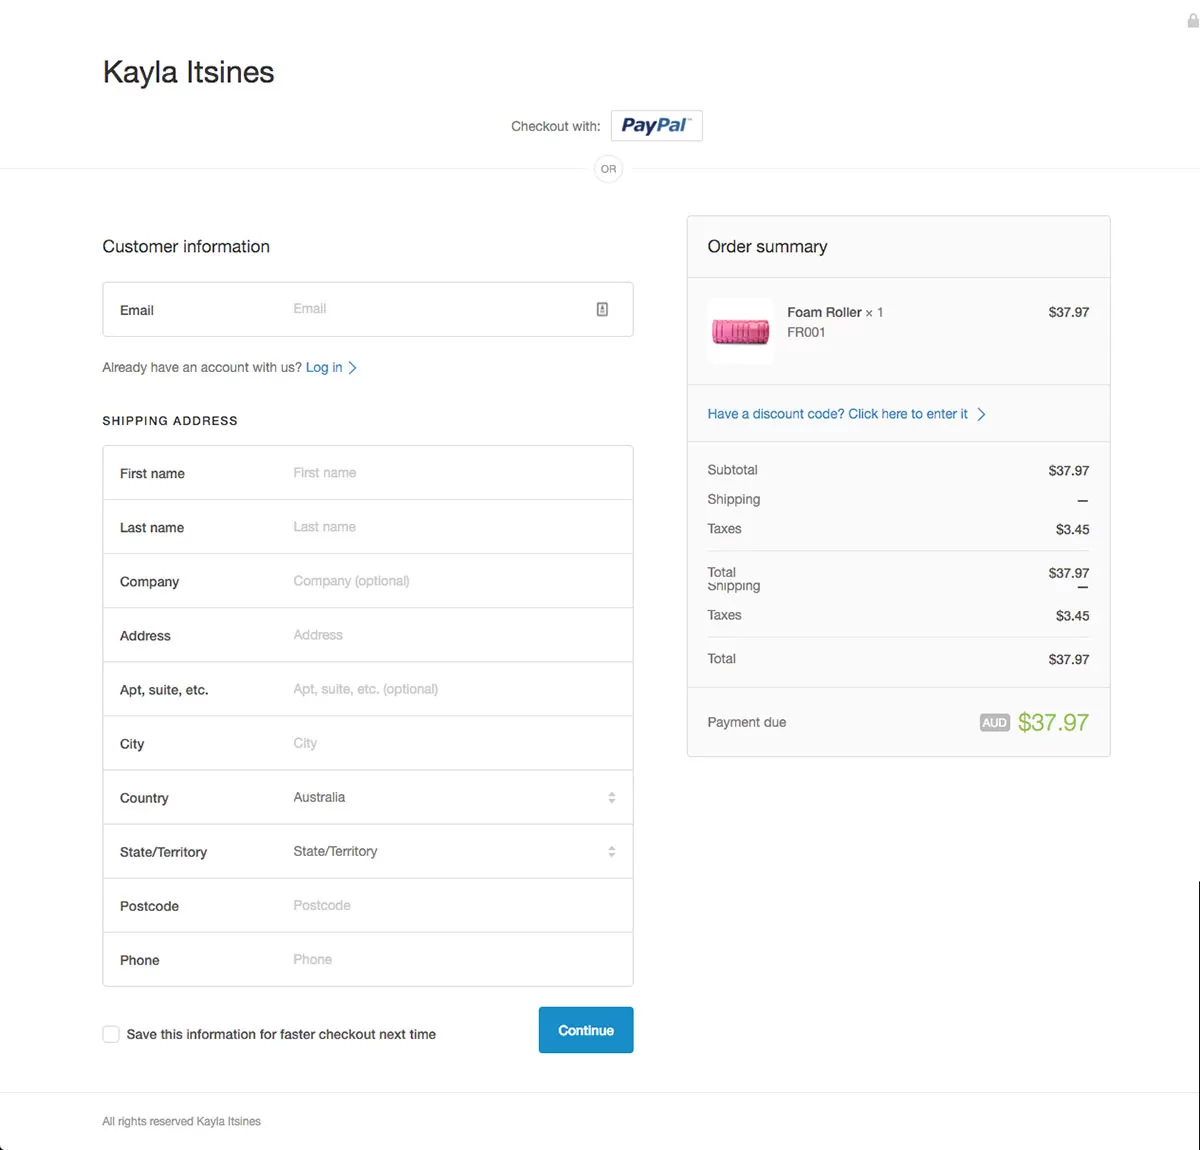 Kayla Itsines
Checkout with: PayPal™
OR
Customer information
Email Email
Already have an account with us? Log in
SHIPPING ADDRESS
First name First name
Last name Last name
Company Company (optional)
Address Address
Apt, suite, etc. Apt, suite, etc. (optional)
City City
Country Australia
State/Territory State/Territory
Postcode Postcode
Phone Phone
Save this information for faster checkout next time
Continue
Order summary
Foam Roller × 1 $37.97
FR001
Have a discount code? Click here to enter it
Subtotal $37.97
Shipping —
Taxes $3.45
Total $37.97
Shipping —
Taxes $3.45
Total $37.97
Payment due AUD $37.97
All rights reserved Kayla Itsines